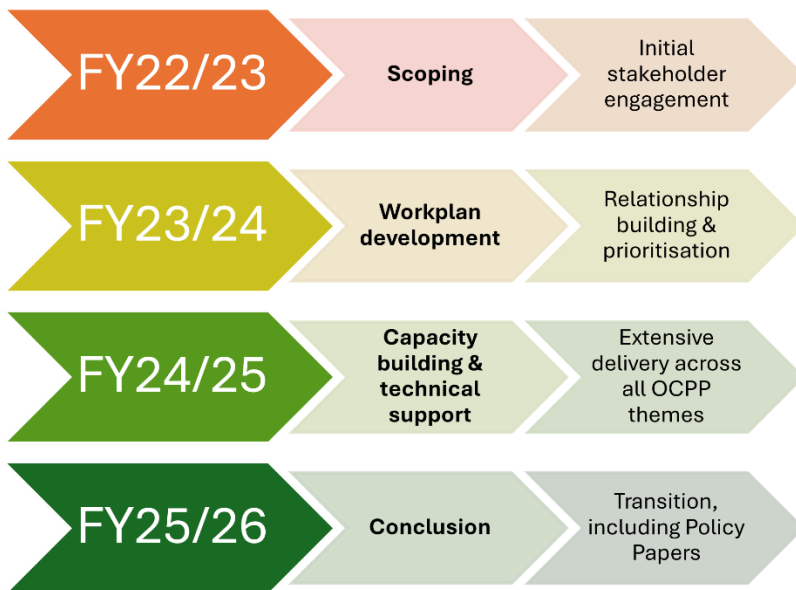 FY22/23
Scoping
Initial
stakeholder
engagement
FY23/24
Workplan
development
Relationship
building &
prioritisation
FY24/25
Capacity
building &
technical
support
Extensive
delivery across
all OCPP
themes
FY25/26
Conclusion
Transition,
including Policy
Papers